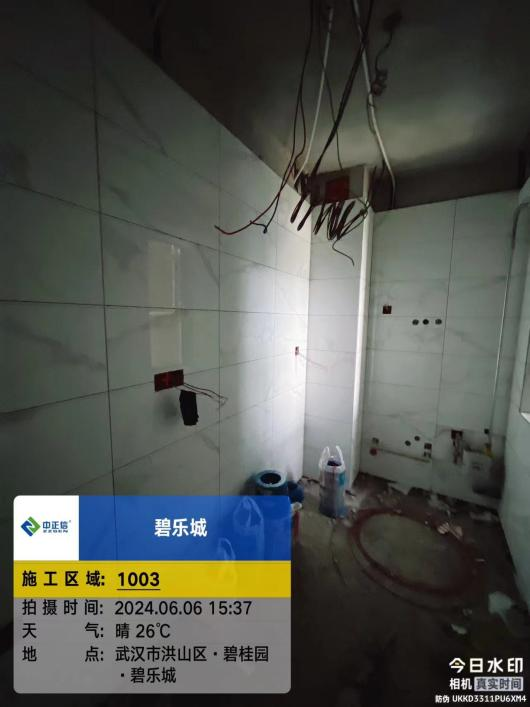 中正信
碧乐城
施工区域: 1003
拍摄时间: 2024.06.06 15:37
天气: 晴 26℃
地点: 武汉市洪山区·碧桂园
·碧乐城
今日水印
相机 真实时间
防伪 UKKD3311PU6XM4